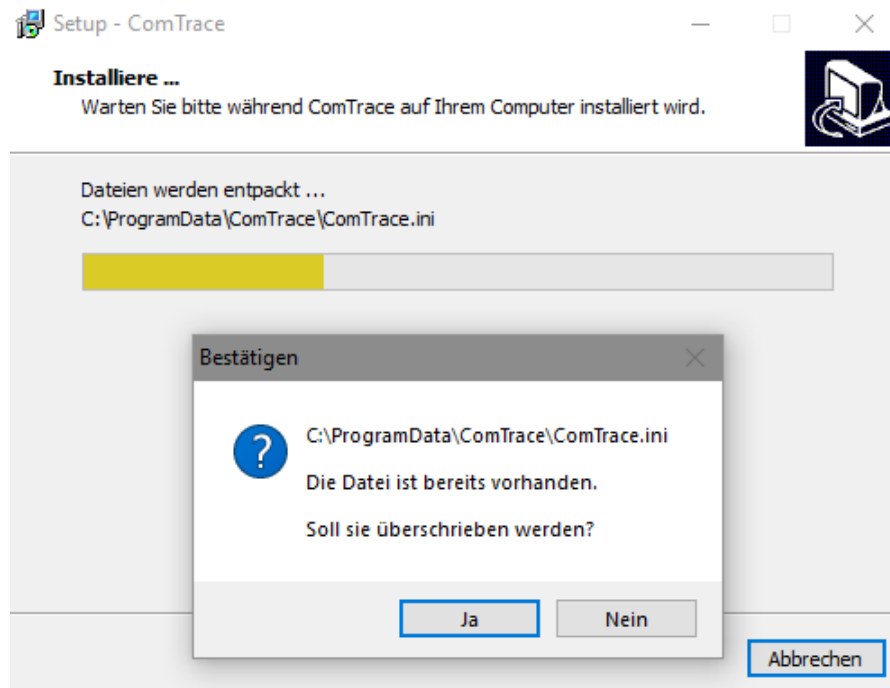 Setup - ComTrace
Installiere ...
Warten Sie bitte während ComTrace auf Ihrem Computer installiert wird.
Dateien werden entpackt ...
C:\ProgramData\ComTrace\ComTrace.ini
Bestätigen
C:\ProgramData\ComTrace\ComTrace.ini
Die Datei ist bereits vorhanden.
Soll sie überschrieben werden?
Ja Nein
Abbrechen